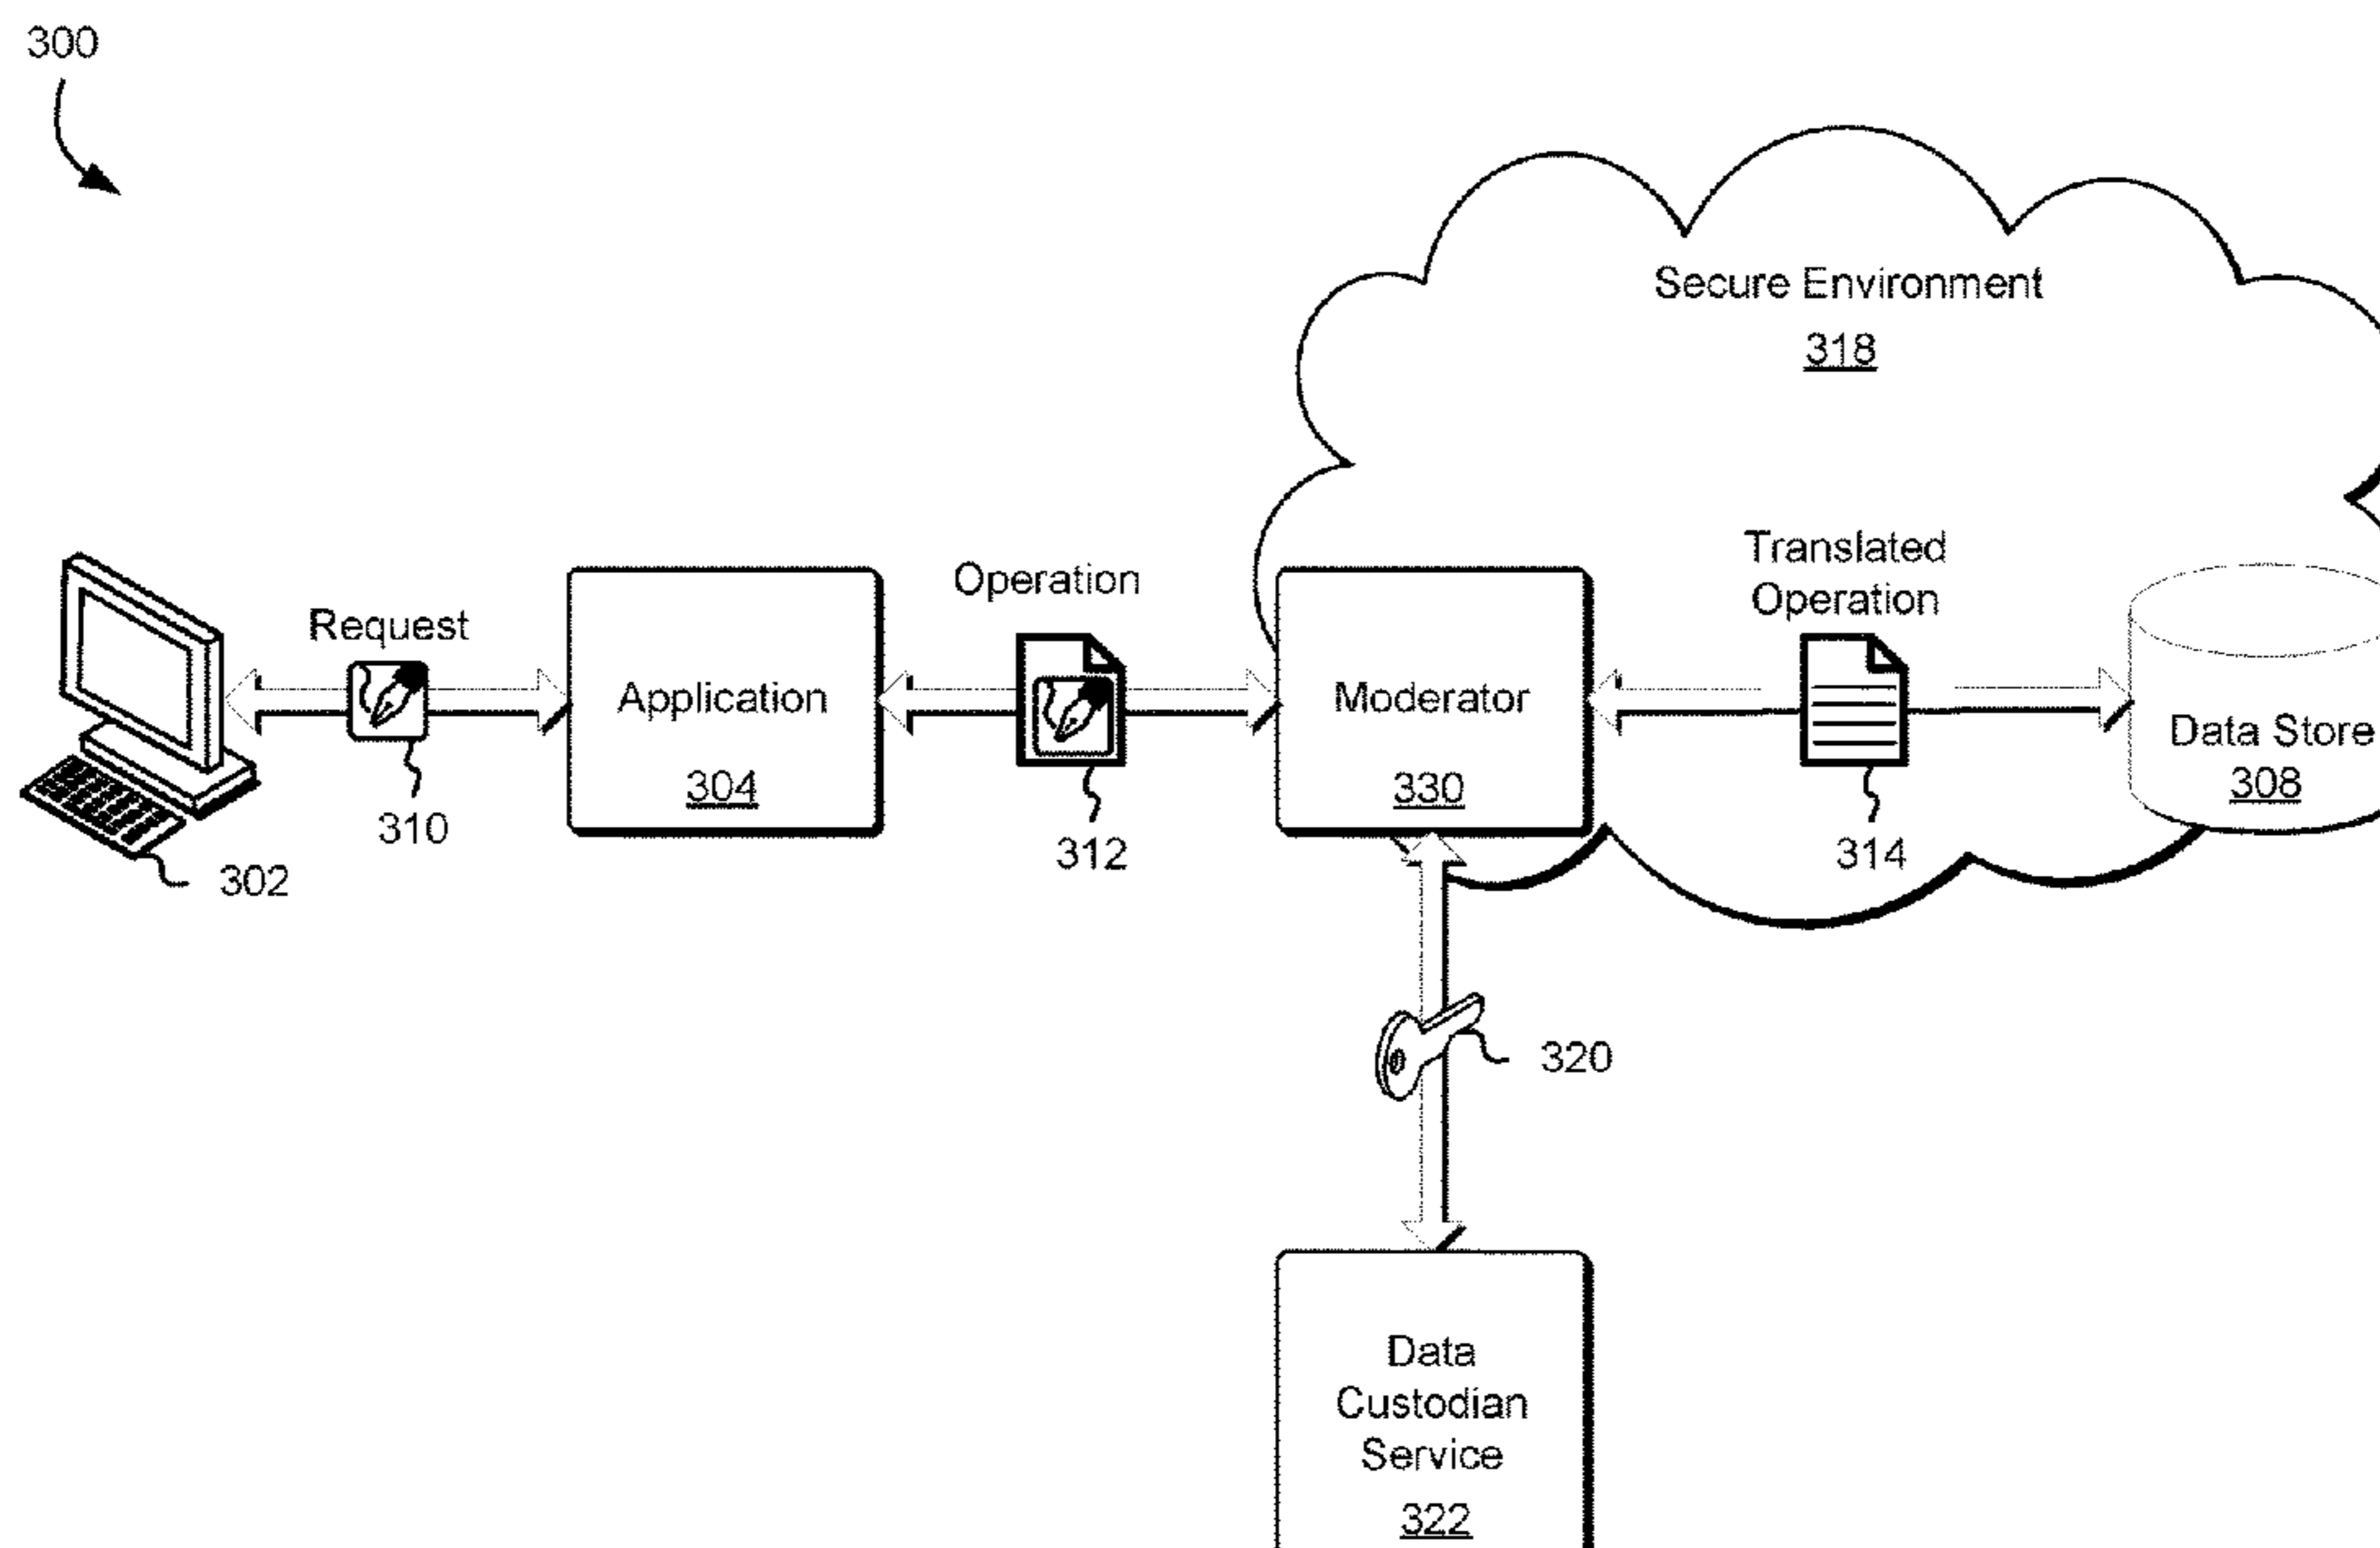 300
Secure Environment
318
Translated
Operation
Operation
Request
Application
304
Moderator
330
Data Store
308
310
312
314
302
320
Data
Custodian
Service
322